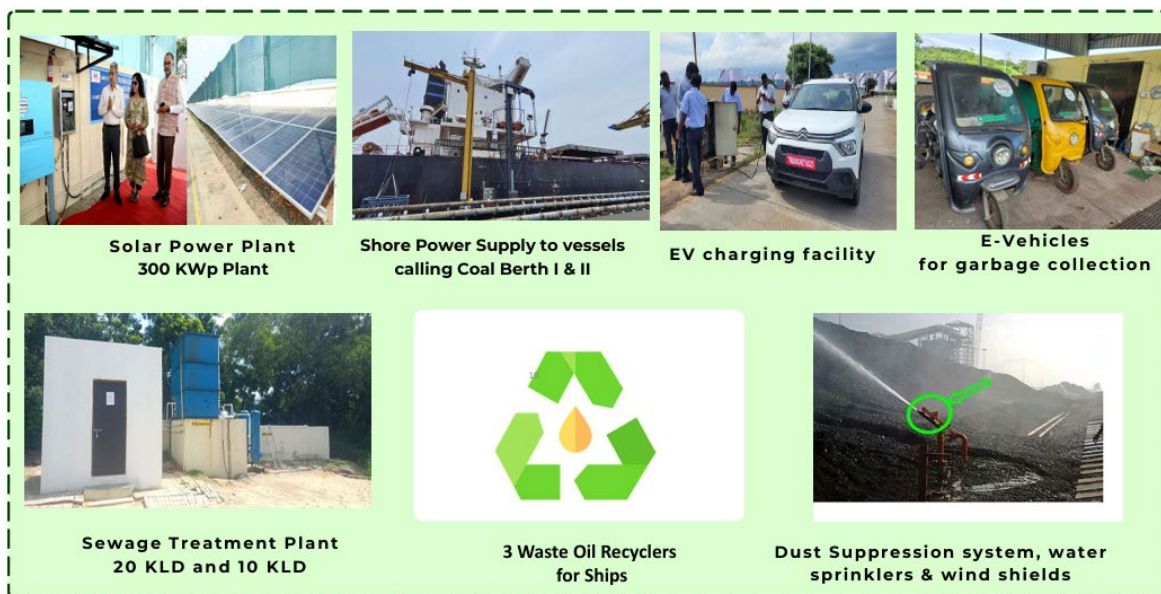 Solar Power Plant
300 KWp Plant
Shore Power Supply to vessels
calling Coal Berth I & II
EV charging facility
E-Vehicles
for garbage collection
Sewage Treatment Plant
20 KLD and 10 KLD
3 Waste Oil Recyclers
for Ships
Dust Suppression system, water
sprinklers & wind shields